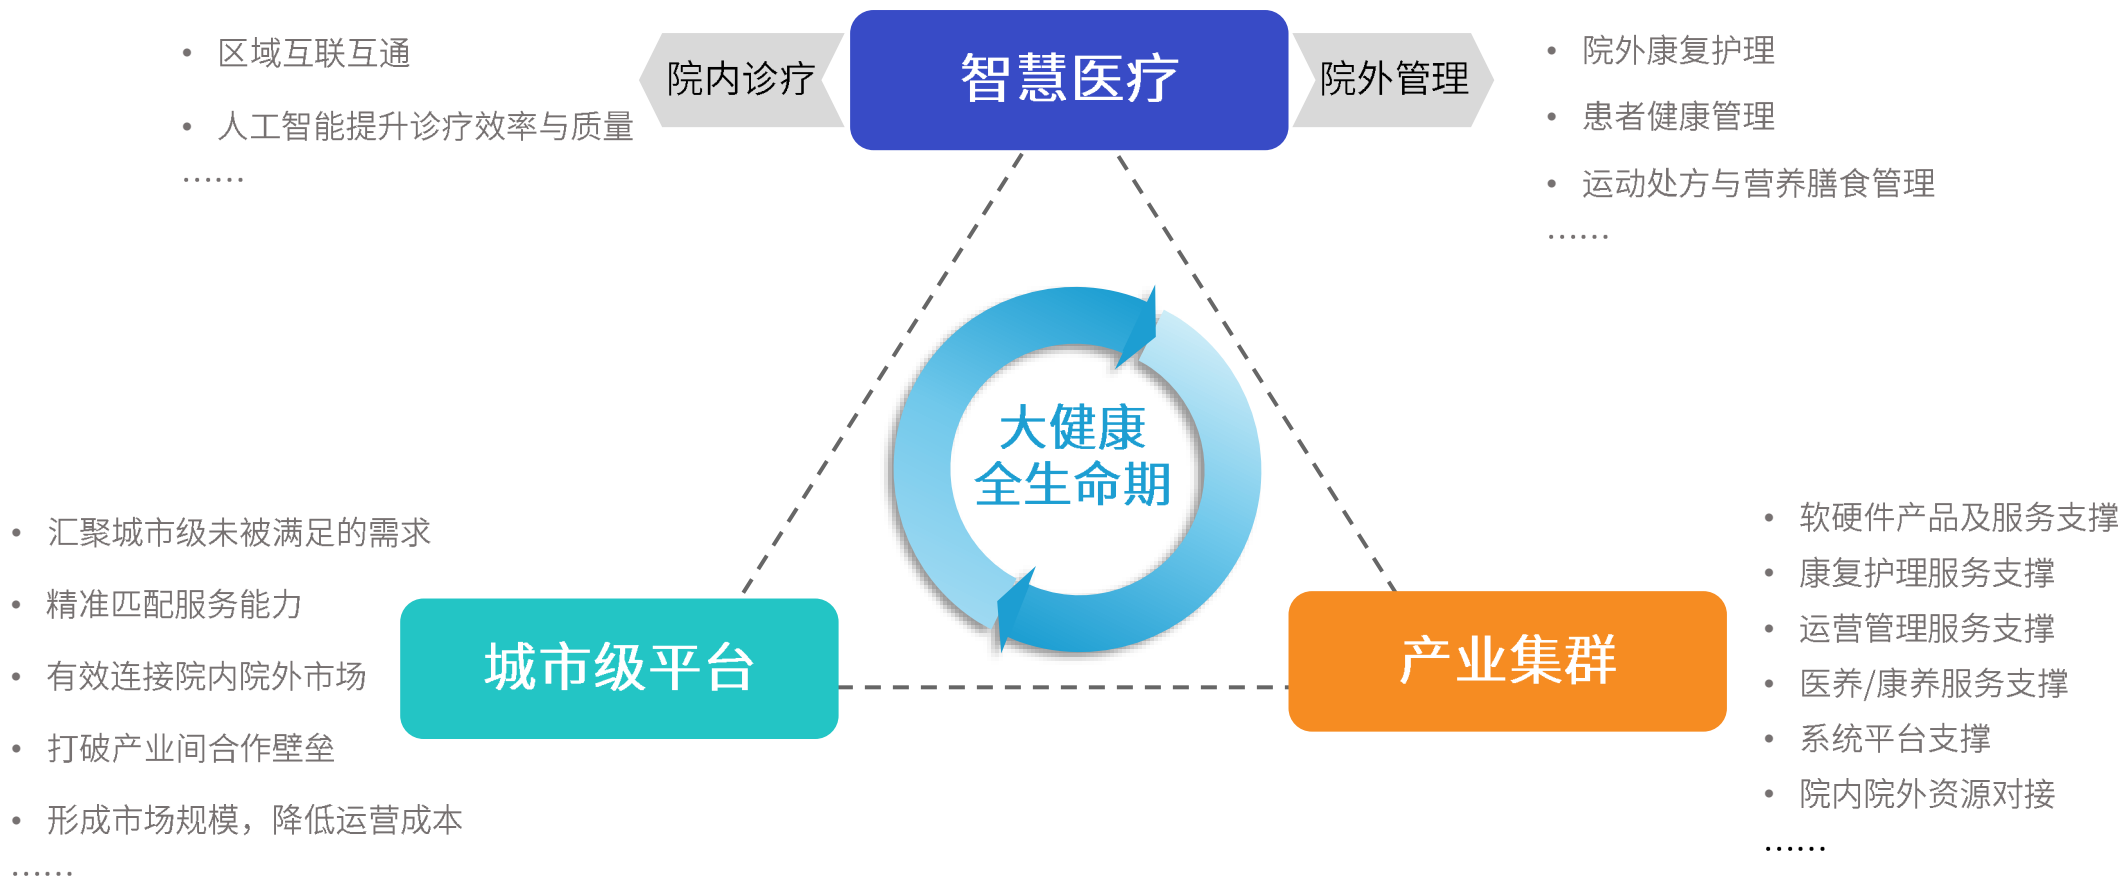 • 区域互联互通
• 人工智能提升诊疗效率与质量
……
院内诊疗
智慧医疗
院外管理
• 院外康复护理
• 患者健康管理
• 运动处方与营养膳食管理
……
大健康
全生命期
• 汇聚城市级未被满足的需求
• 精准匹配服务能力
• 有效连接院内院外市场
• 打破产业间合作壁垒
• 形成市场规模，降低运营成本
……
城市级平台
产业集群
• 软硬件产品及服务支撑
• 康复护理服务支撑
• 运营管理服务支撑
• 医养/康养服务支撑
• 系统平台支撑
• 院内院外资源对接
……